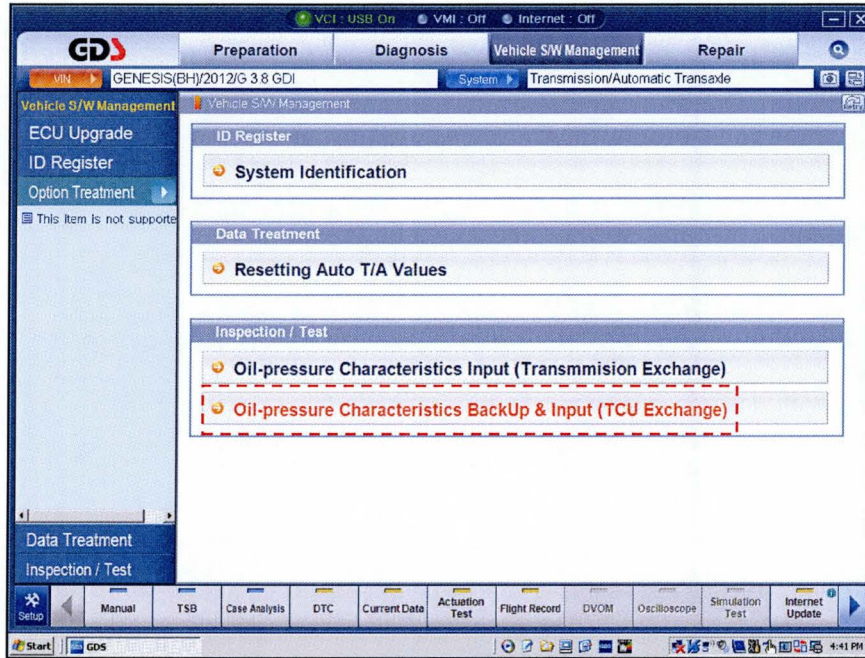 VCI : USB On VMI : Off Internet : Off
GDS Preparation Diagnosis Vehicle S/W Management Repair
VIN GENESIS(BH)/2012/G 3.8 GDI System Transmission/Automatic Transaxle
Vehicle S/W Management
Vehicle S/W Management
ECU Upgrade
ID Register
Option Treatment
This item is not supporte
ID Register
System Identification
Data Treatment
Resetting Auto T/A Values
Inspection / Test
Oil-pressure Characteristics Input (Transmmision Exchange)
Oil-pressure Characteristics BackUp & Input (TCU Exchange)
Data Treatment
Inspection / Test
Setup Manual TSB Case Analysis DTC Current Data Actuation Test Flight Record DVOM Oscilloscope Simulation Test Internet Update
Start GDS 4:41 PM